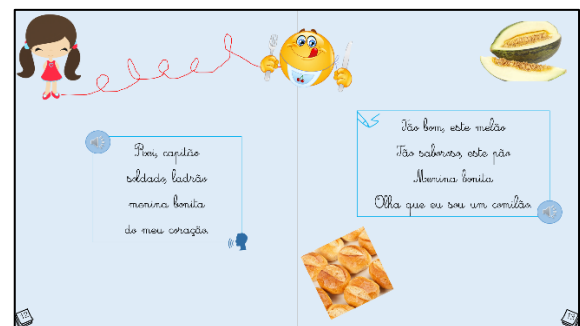 Rei, capitão
soldado, ladrão
menina bonita
do meu coração.
Tão bom, este melão
Tão saboroso, este pão
Menina bonita
Olha que eu sou um comilão.